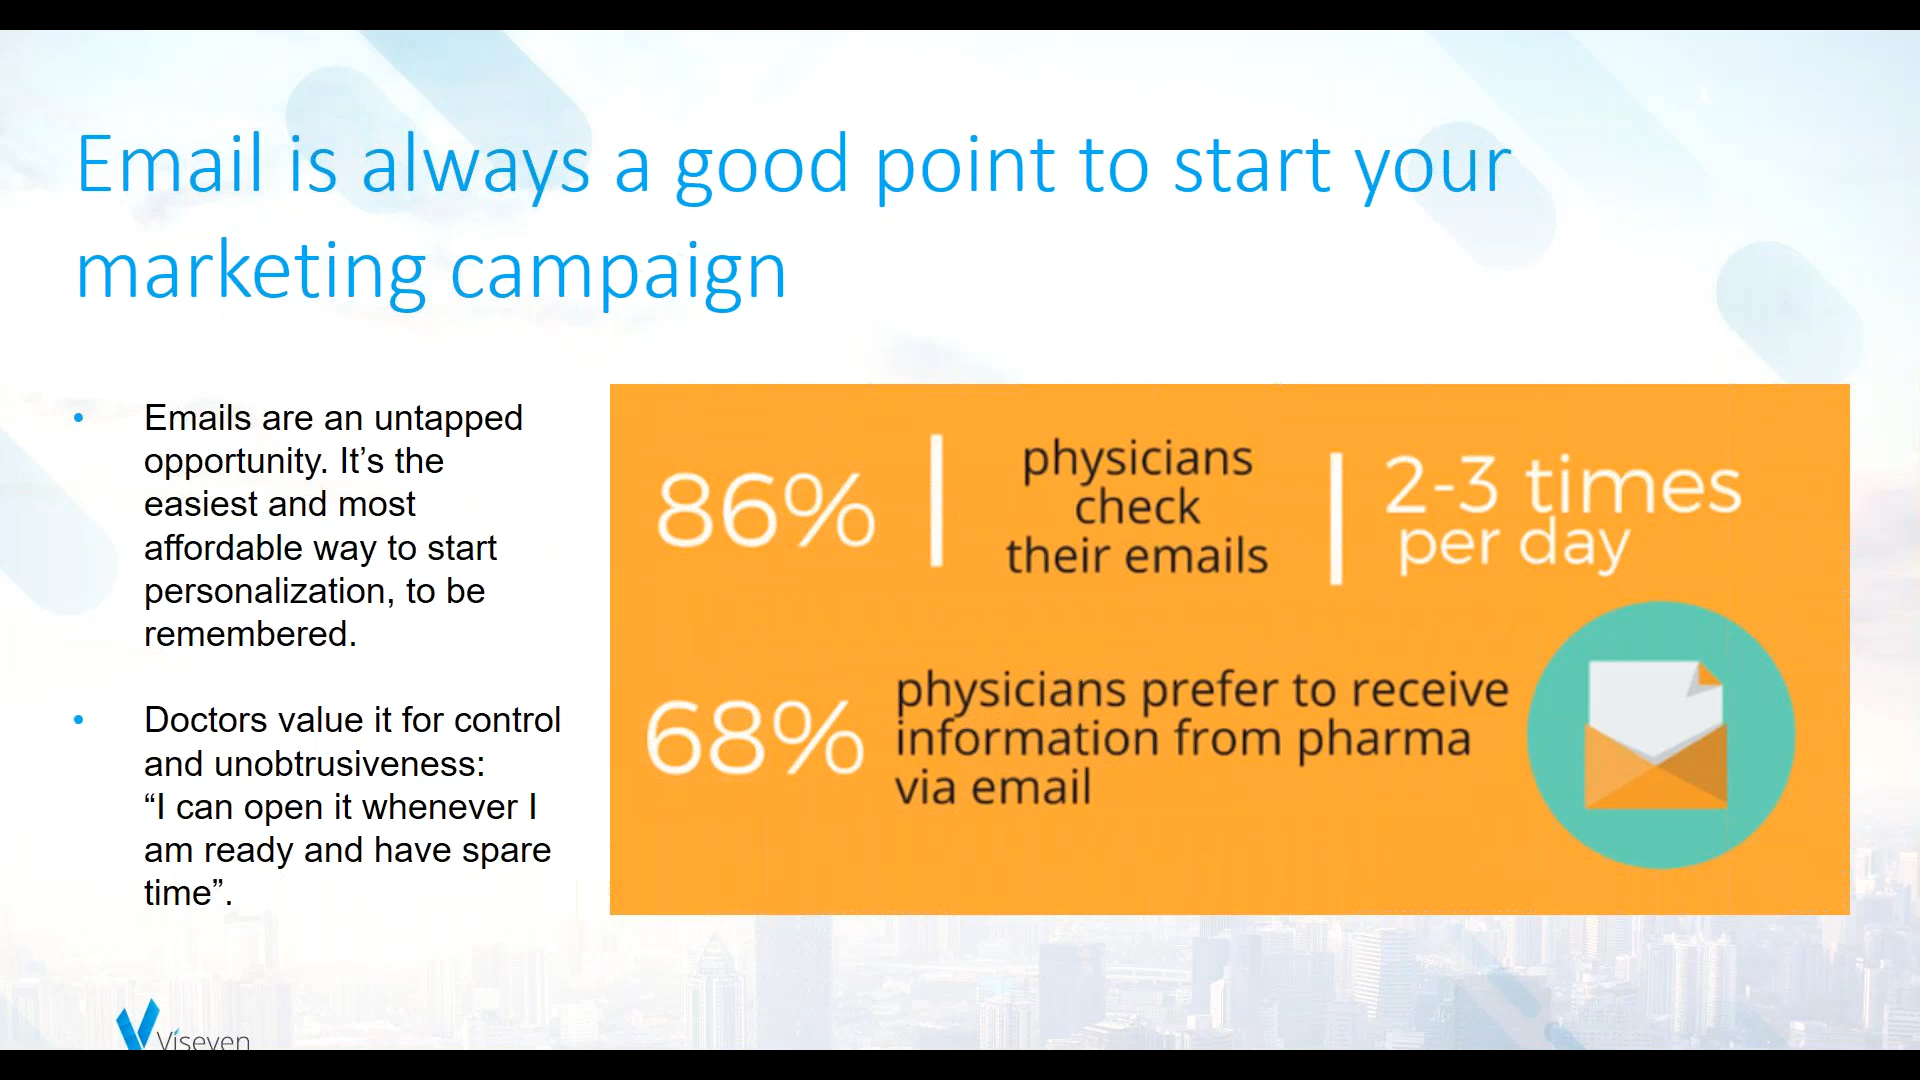 Email is always a good point to start your
marketing campaign
• Emails are an untapped
opportunity. It’s the
easiest and most
affordable way to start
personalization, to be
remembered.
• Doctors value it for control
and unobtrusiveness:
“I can open it whenever I
am ready and have spare
time”.
86%
physicians
check
their emails
2-3 times
per day
68%
physicians prefer to receive
information from pharma
via email
Viseven